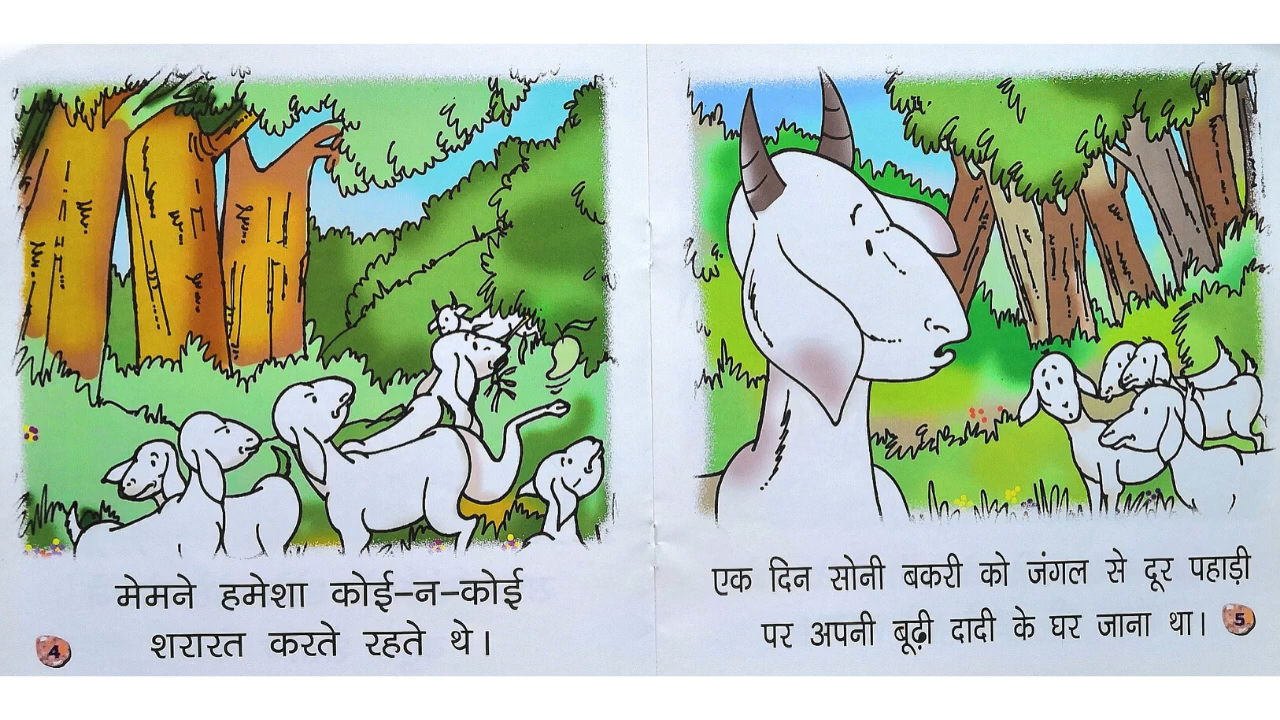 मेमने हमेशा कोई-न-कोई
शरारत करते रहते थे।
4
एक दिन सोनी बकरी को जंगल से दूर पहाड़ी
पर अपनी बूढ़ी दादी के घर जाना था।
5